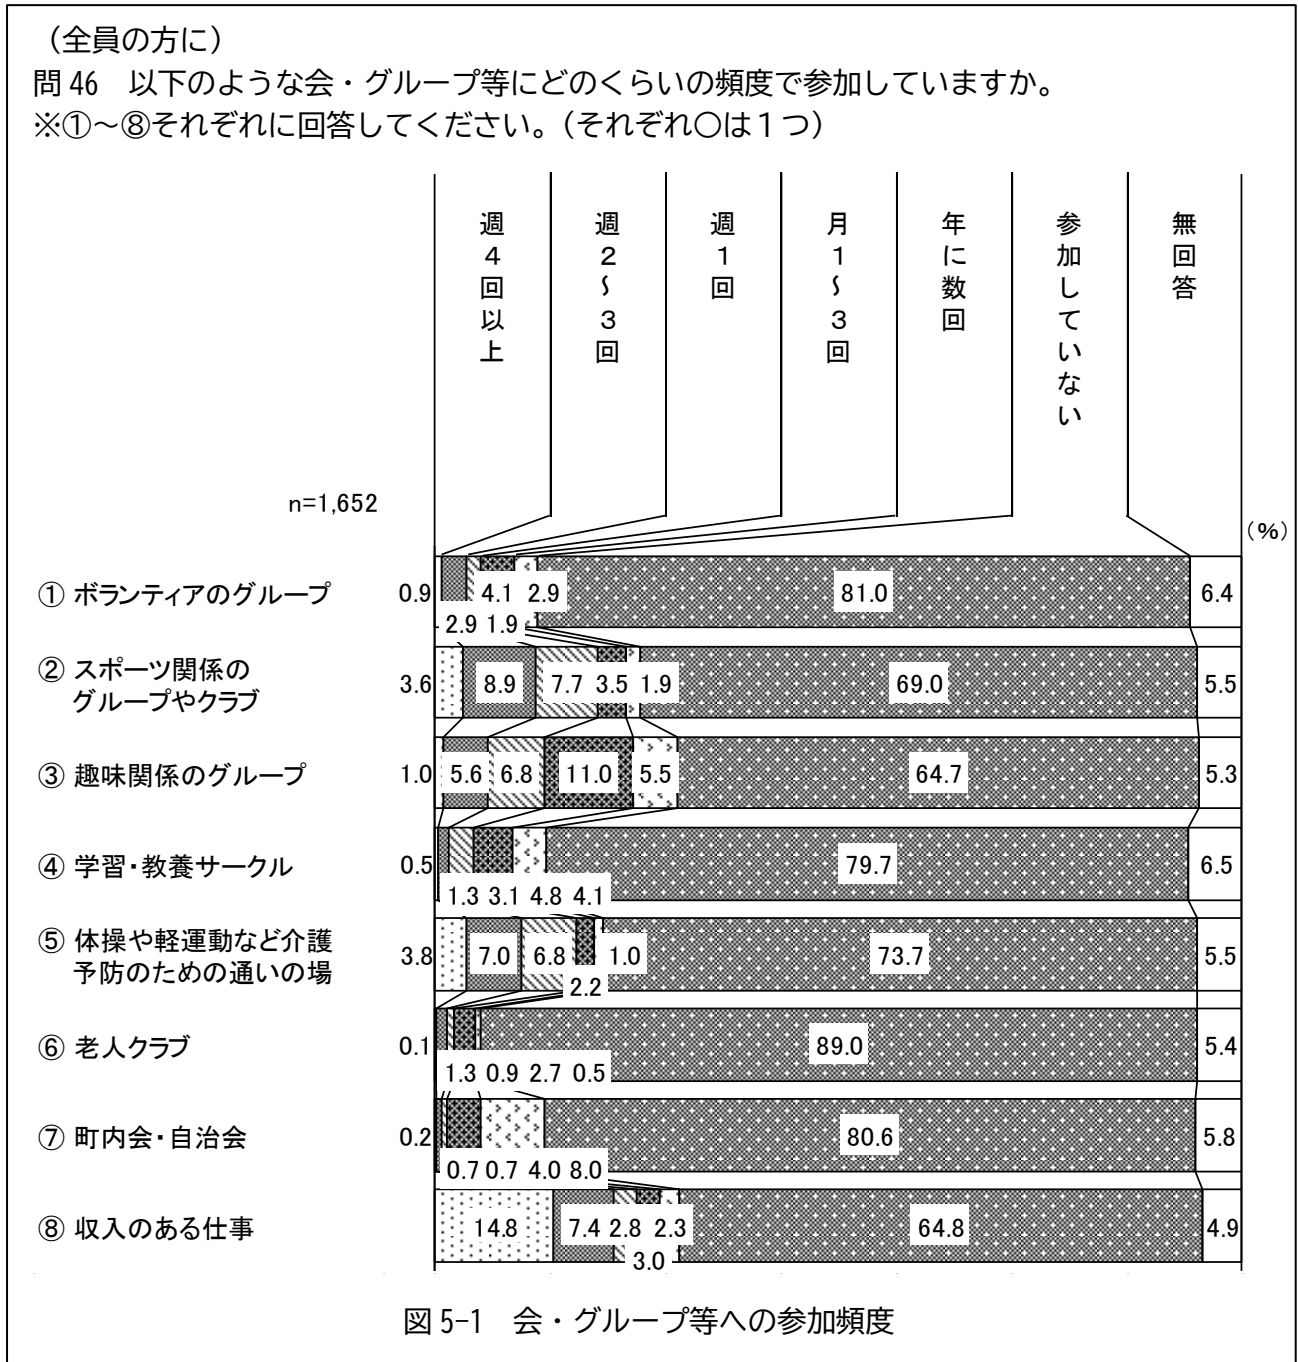 （全員の方に）
問 46　以下のような会・グループ等にどのくらいの頻度で参加していますか。
※①～⑧それぞれに回答してください。（それぞれ○は１つ）
週４回以上
週２～３回
週１回
月１～３回
年に数回
参加していない
無回答
n=1,652
(%)
① ボランティアのグループ 0.9 2.9 1.9 4.1 2.9 81.0 6.4
② スポーツ関係の
グループやクラブ 3.6 8.9 7.7 3.5 1.9 69.0 5.5
③ 趣味関係のグループ 1.0 5.6 6.8 11.0 5.5 64.7 5.3
④ 学習・教養サークル 0.5 1.3 3.1 4.8 4.1 79.7 6.5
⑤ 体操や軽運動など介護
予防のための通いの場 3.8 7.0 6.8 2.2 1.0 73.7 5.5
⑥ 老人クラブ 0.1 1.3 0.9 2.7 0.5 89.0 5.4
⑦ 町内会・自治会 0.2 0.7 0.7 4.0 8.0 80.6 5.8
⑧ 収入のある仕事 14.8 7.4 2.8 3.0 2.3 64.8 4.9
図 5-1　会・グループ等への参加頻度